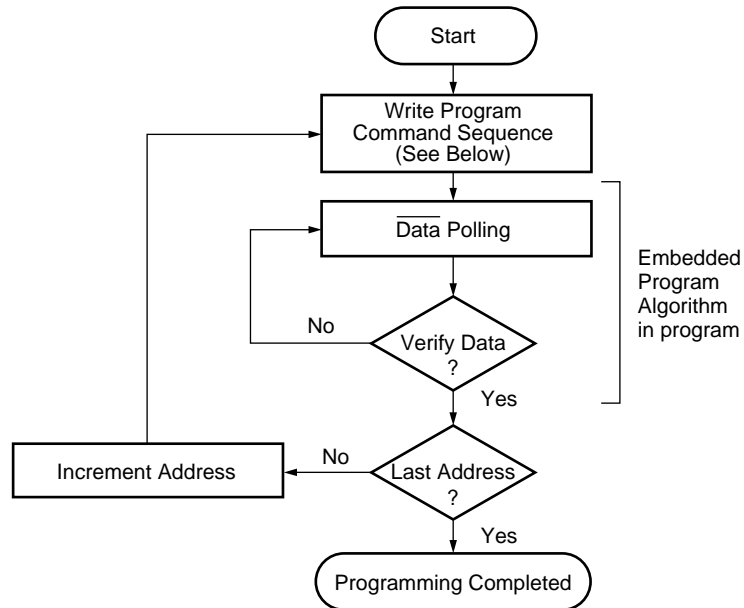 Start
Write Program
Command Sequence
(See Below)
Data Polling
Embedded
Program
Algorithm
in program
No
Verify Data
?
Yes
Increment Address
No
Last Address
?
Yes
Programming Completed